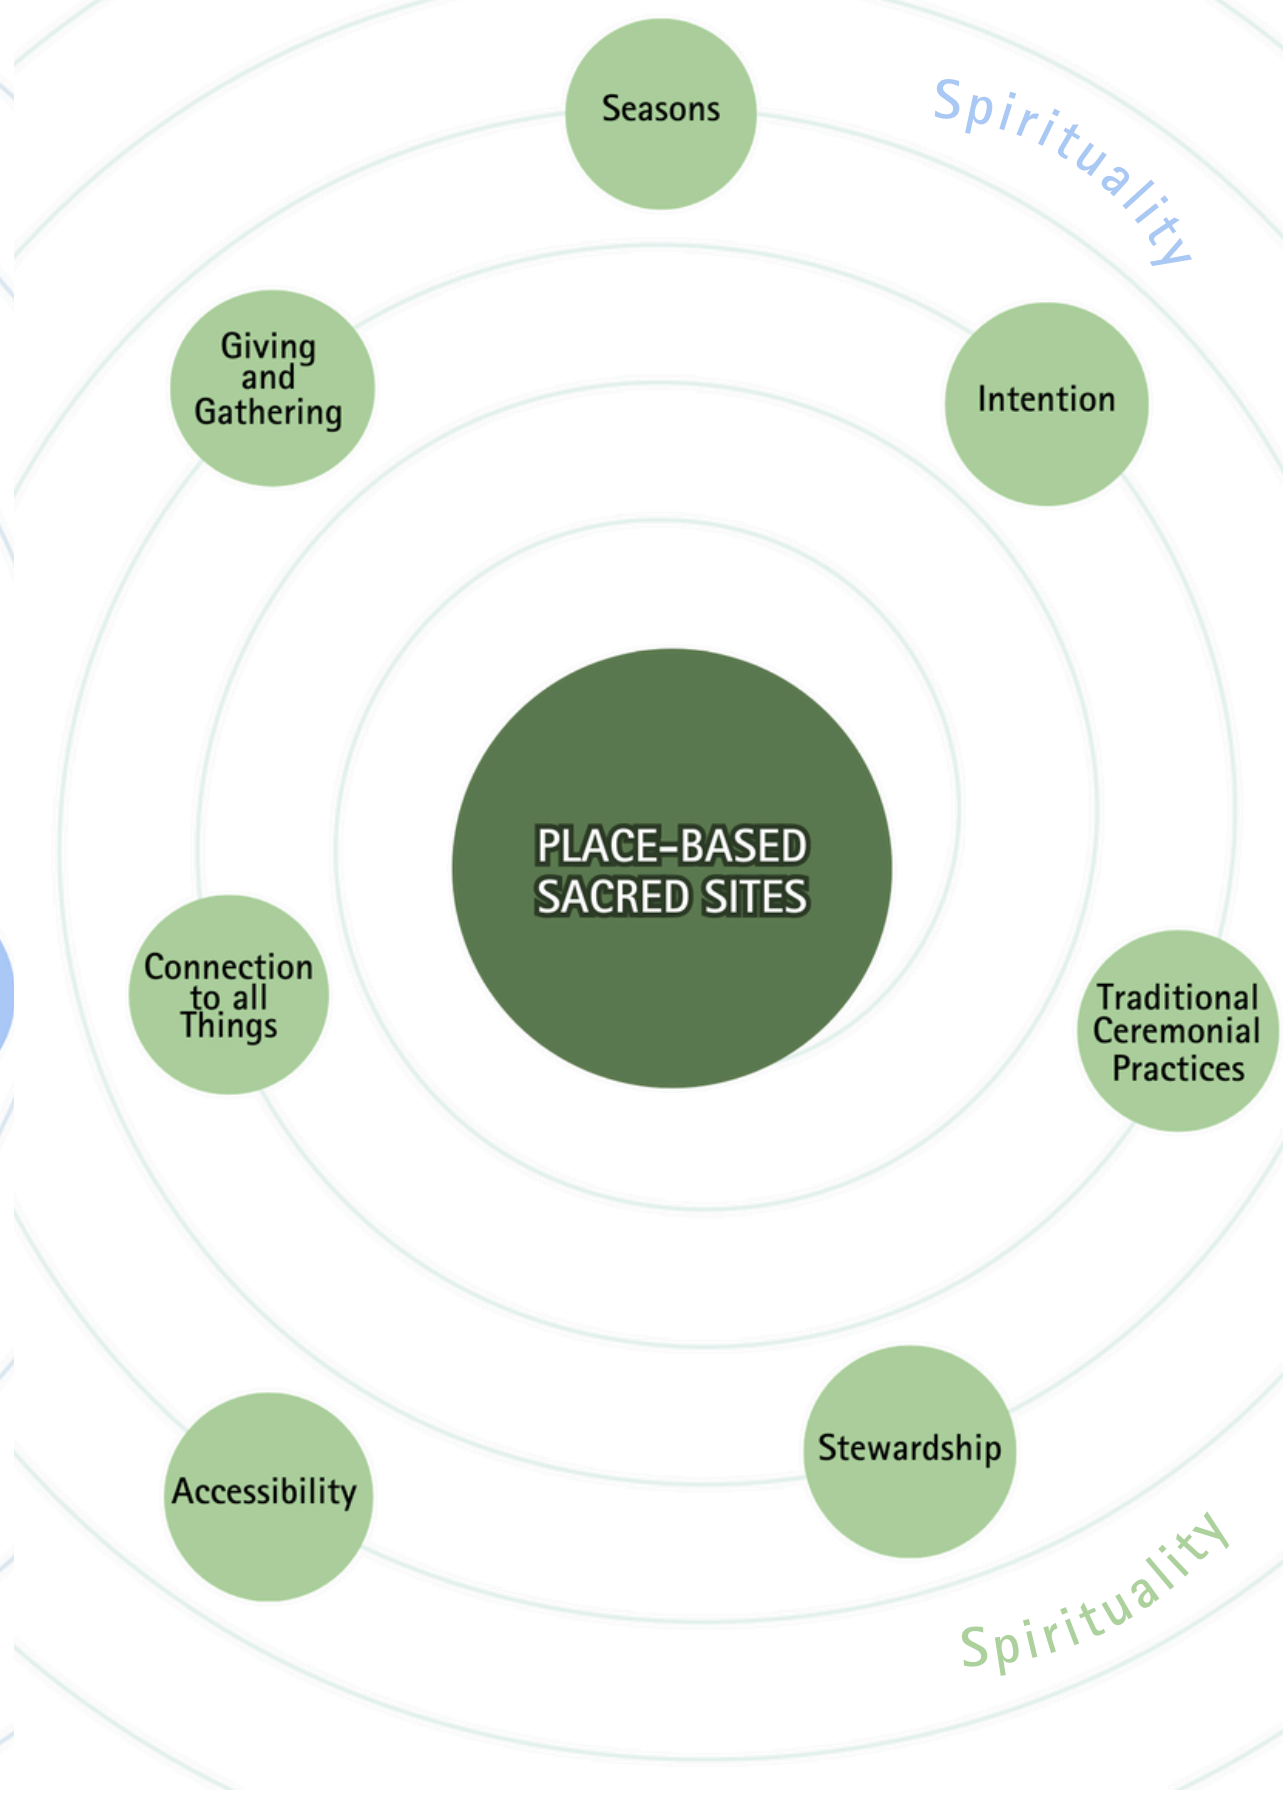 Seasons
Spirituality
Giving
and
Gathering
Intention
PLACE-BASED
SACRED SITES
Connection
to all
Things
Traditional
Ceremonial
Practices
Stewardship
Accessibility
Spirituality